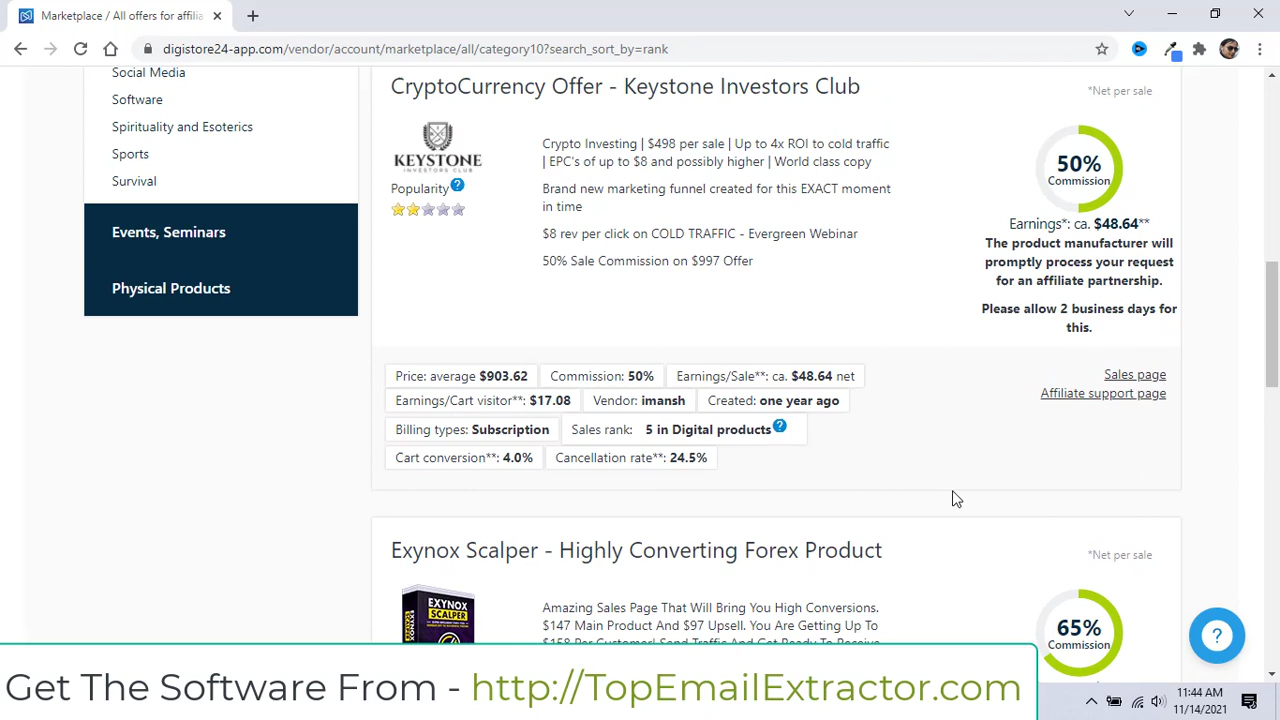 Marketplace / All offers for affilia
digistore24-app.com/vendor/account/marketplace/all/category10?search_sort_by=rank
Social Media
Software
Spirituality and Esoterics
Sports
Survival
Events, Seminars
Physical Products
CryptoCurrency Offer - Keystone Investors Club
*Net per sale
KEYSTONE
INVESTORS CLUB
Popularity ?
Crypto Investing | $498 per sale | Up to 4x ROI to cold traffic
| EPC's of up to $8 and possibly higher | World class copy
Brand new marketing funnel created for this EXACT moment
in time
$8 rev per click on COLD TRAFFIC - Evergreen Webinar
50% Sale Commission on $997 Offer
50%
Commission
Earnings*: ca. $48.64**
The product manufacturer will
promptly process your request
for an affiliate partnership.
Please allow 2 business days for
this.
Price: average $903.62 Commission: 50% Earnings/Sale**: ca. $48.64 net
Earnings/Cart visitor**: $17.08 Vendor: imansh Created: one year ago
Billing types: Subscription Sales rank: 5 in Digital products ?
Cart conversion**: 4.0% Cancellation rate**: 24.5%
Sales page
Affiliate support page
Exynox Scalper - Highly Converting Forex Product
*Net per sale
EXYNOX
SCALPER
Amazing Sales Page That Will Bring You High Conversions.
$147 Main Product And $97 Upsell. You Are Getting Up To
$158 Per Customer! Send Traffic And Get Ready To Receive
65%
Commission
?
Get The Software From - http://TopEmailExtractor.com
11:44 AM
11/14/2021